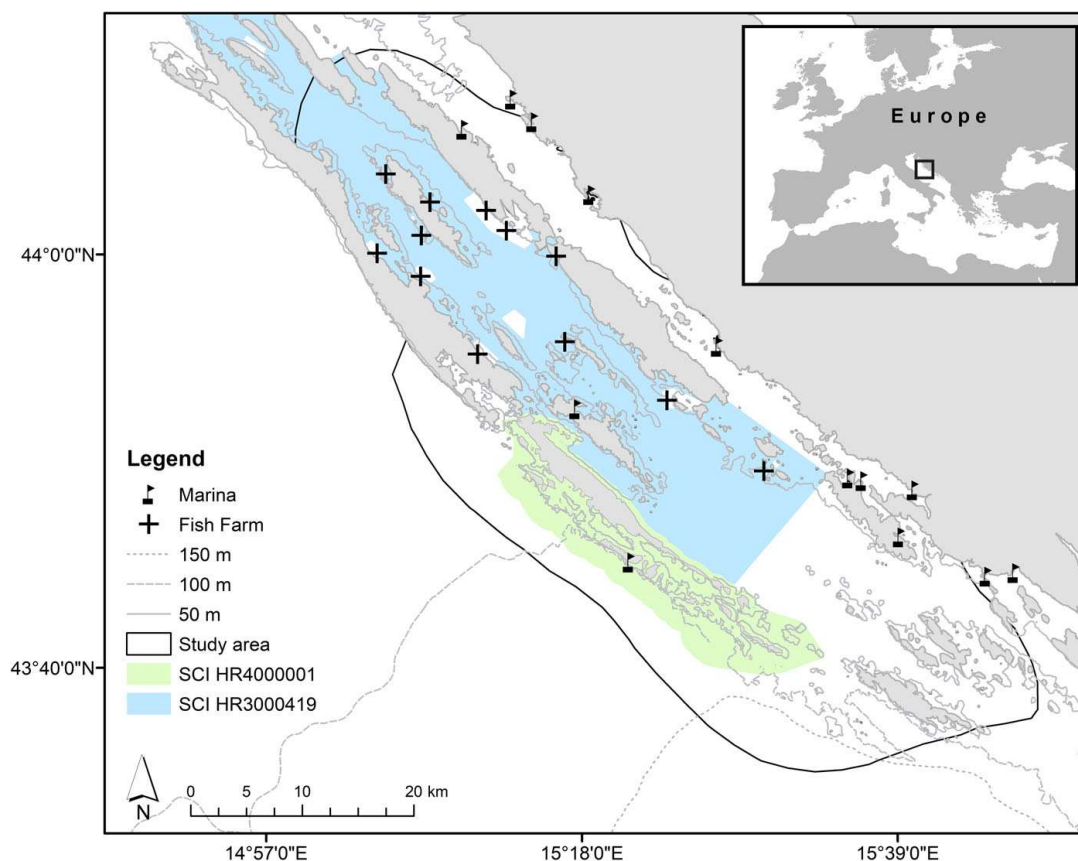 Europe
44°0'0"N
Legend
Marina
Fish Farm
150 m
100 m
50 m
Study area
SCI HR4000001
SCI HR3000419
43°40'0"N
N
0 5 10 20 km
14°57'0"E 15°18'0"E 15°39'0"E